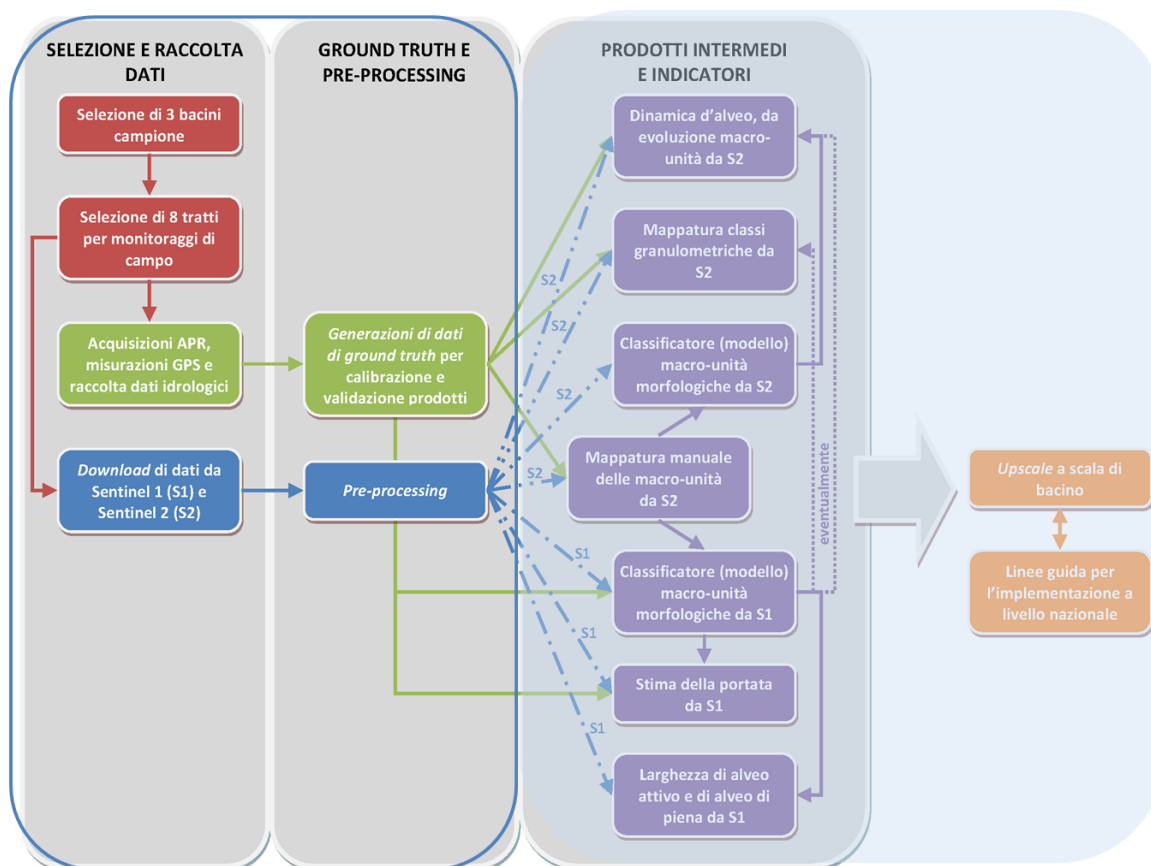 SELEZIONE E RACCOLTA
DATI
Selezione di 3 bacini
campione
Selezione di 8 tratti
per monitoraggi di
campo
Acquisizioni APR,
misurazioni GPS e
raccolta dati idrologici
Download di dati da
Sentinel 1 (S1) e
Sentinel 2 (S2)
GROUND TRUTH E
PRE-PROCESSING
Generazioni di dati
di ground truth per
calibrazione e
validazione prodotti
Pre-processing
S2
S2
S2
S2
S1
S1
S1
PRODOTTI INTERMEDI
E INDICATORI
Dinamica d'alveo, da
evoluzione macro-
unità da S2
Mappatura classi
granulometriche da
S2
Classificatore (modello)
macro-unità
morfologiche da S2
Mappatura manuale
delle macro-unità
da S2
Classificatore (modello)
macro-unità
morfologiche da S1
Stima della portata
da S1
Larghezza di alveo
attivo e di alveo di
piena da S1
eventualmente
Upscale a scala di
bacino
Linee guida per
l'implementazione a
livello nazionale